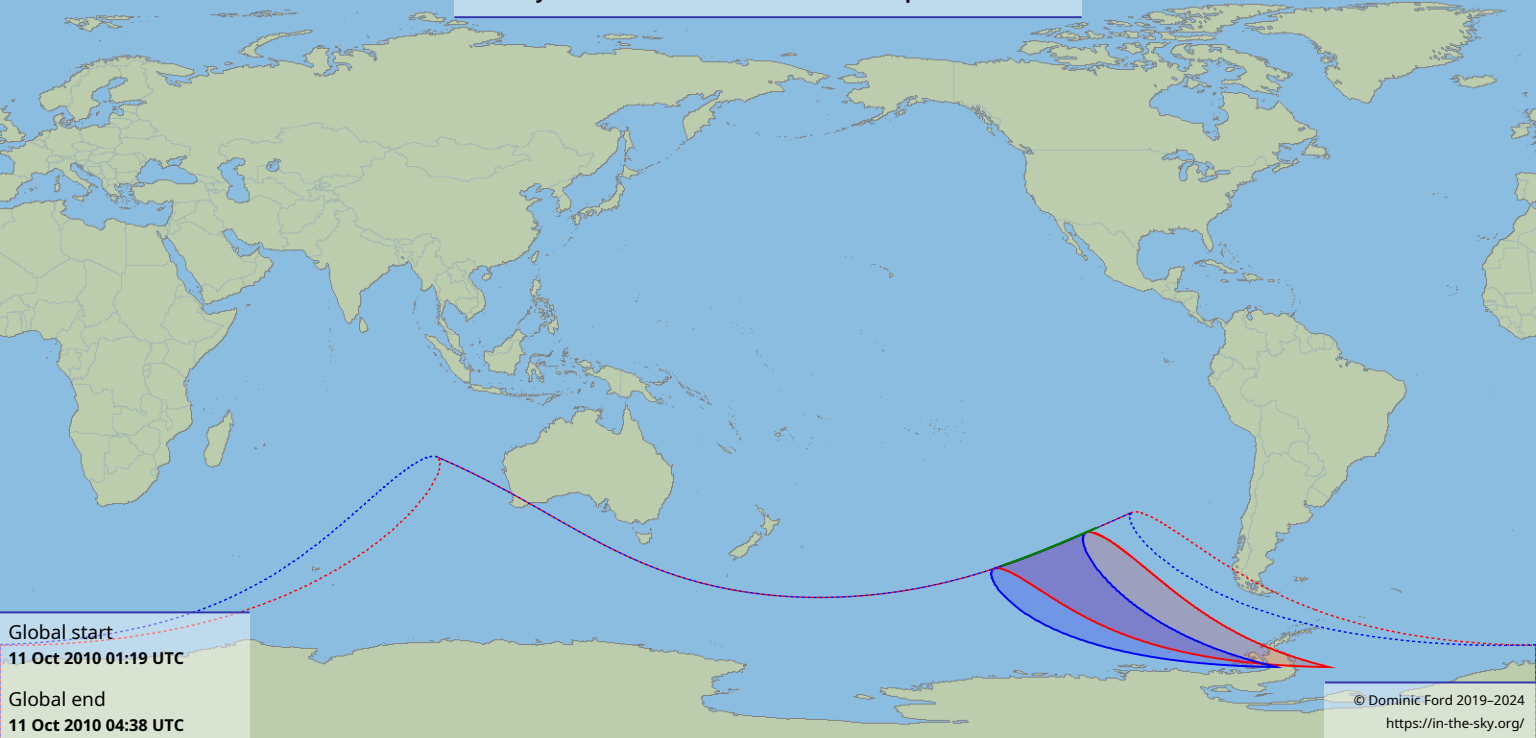 Global start
11 Oct 2010 01:19 UTC
Global end
11 Oct 2010 04:38 UTC
© Dominic Ford 2019–2024
https://in-the-sky.org/